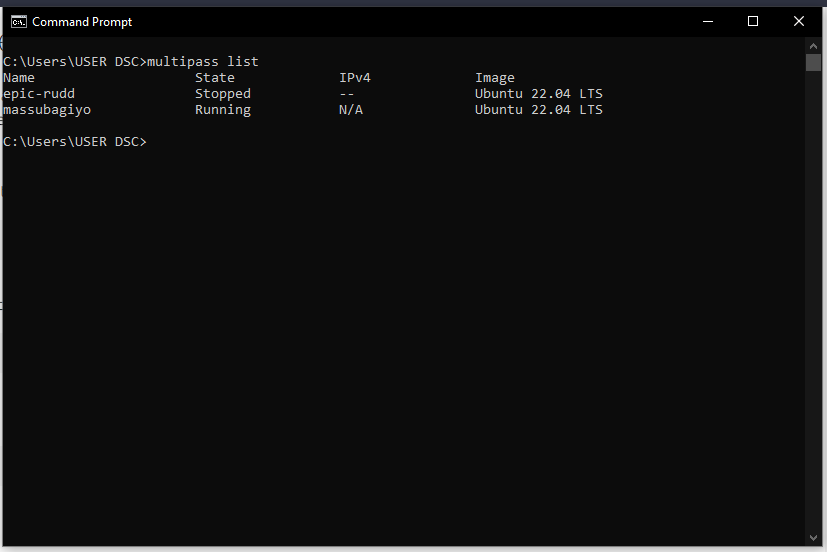 Command Prompt
C:\Users\USER DSC>multipass list
Name State IPv4 Image
epic-rudd Stopped -- Ubuntu 22.04 LTS
massubagiyo Running N/A Ubuntu 22.04 LTS
C:\Users\USER DSC>